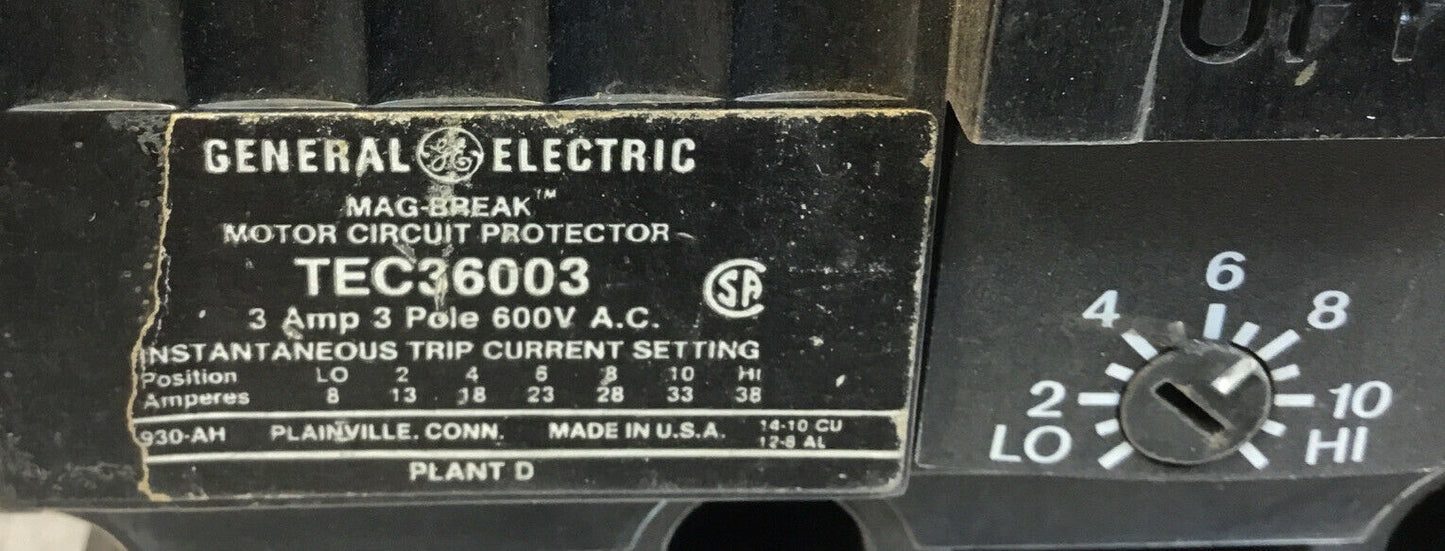 GENERAL GE ELECTRIC
MAG-BREAK™
MOTOR CIRCUIT PROTECTOR
TEC36003
SA
3 Amp 3 Pole 600V A.C.
INSTANTANEOUS TRIP CURRENT SETTING
Position LO 2 4 6 8 10 HI
Amperes 8 13 18 23 28 33 38
930-AH PLAINVILLE. CONN. MADE IN U.S.A. 14-10 CU
12-8 AL
PLANT D
6
4 8
2 10
LO HI